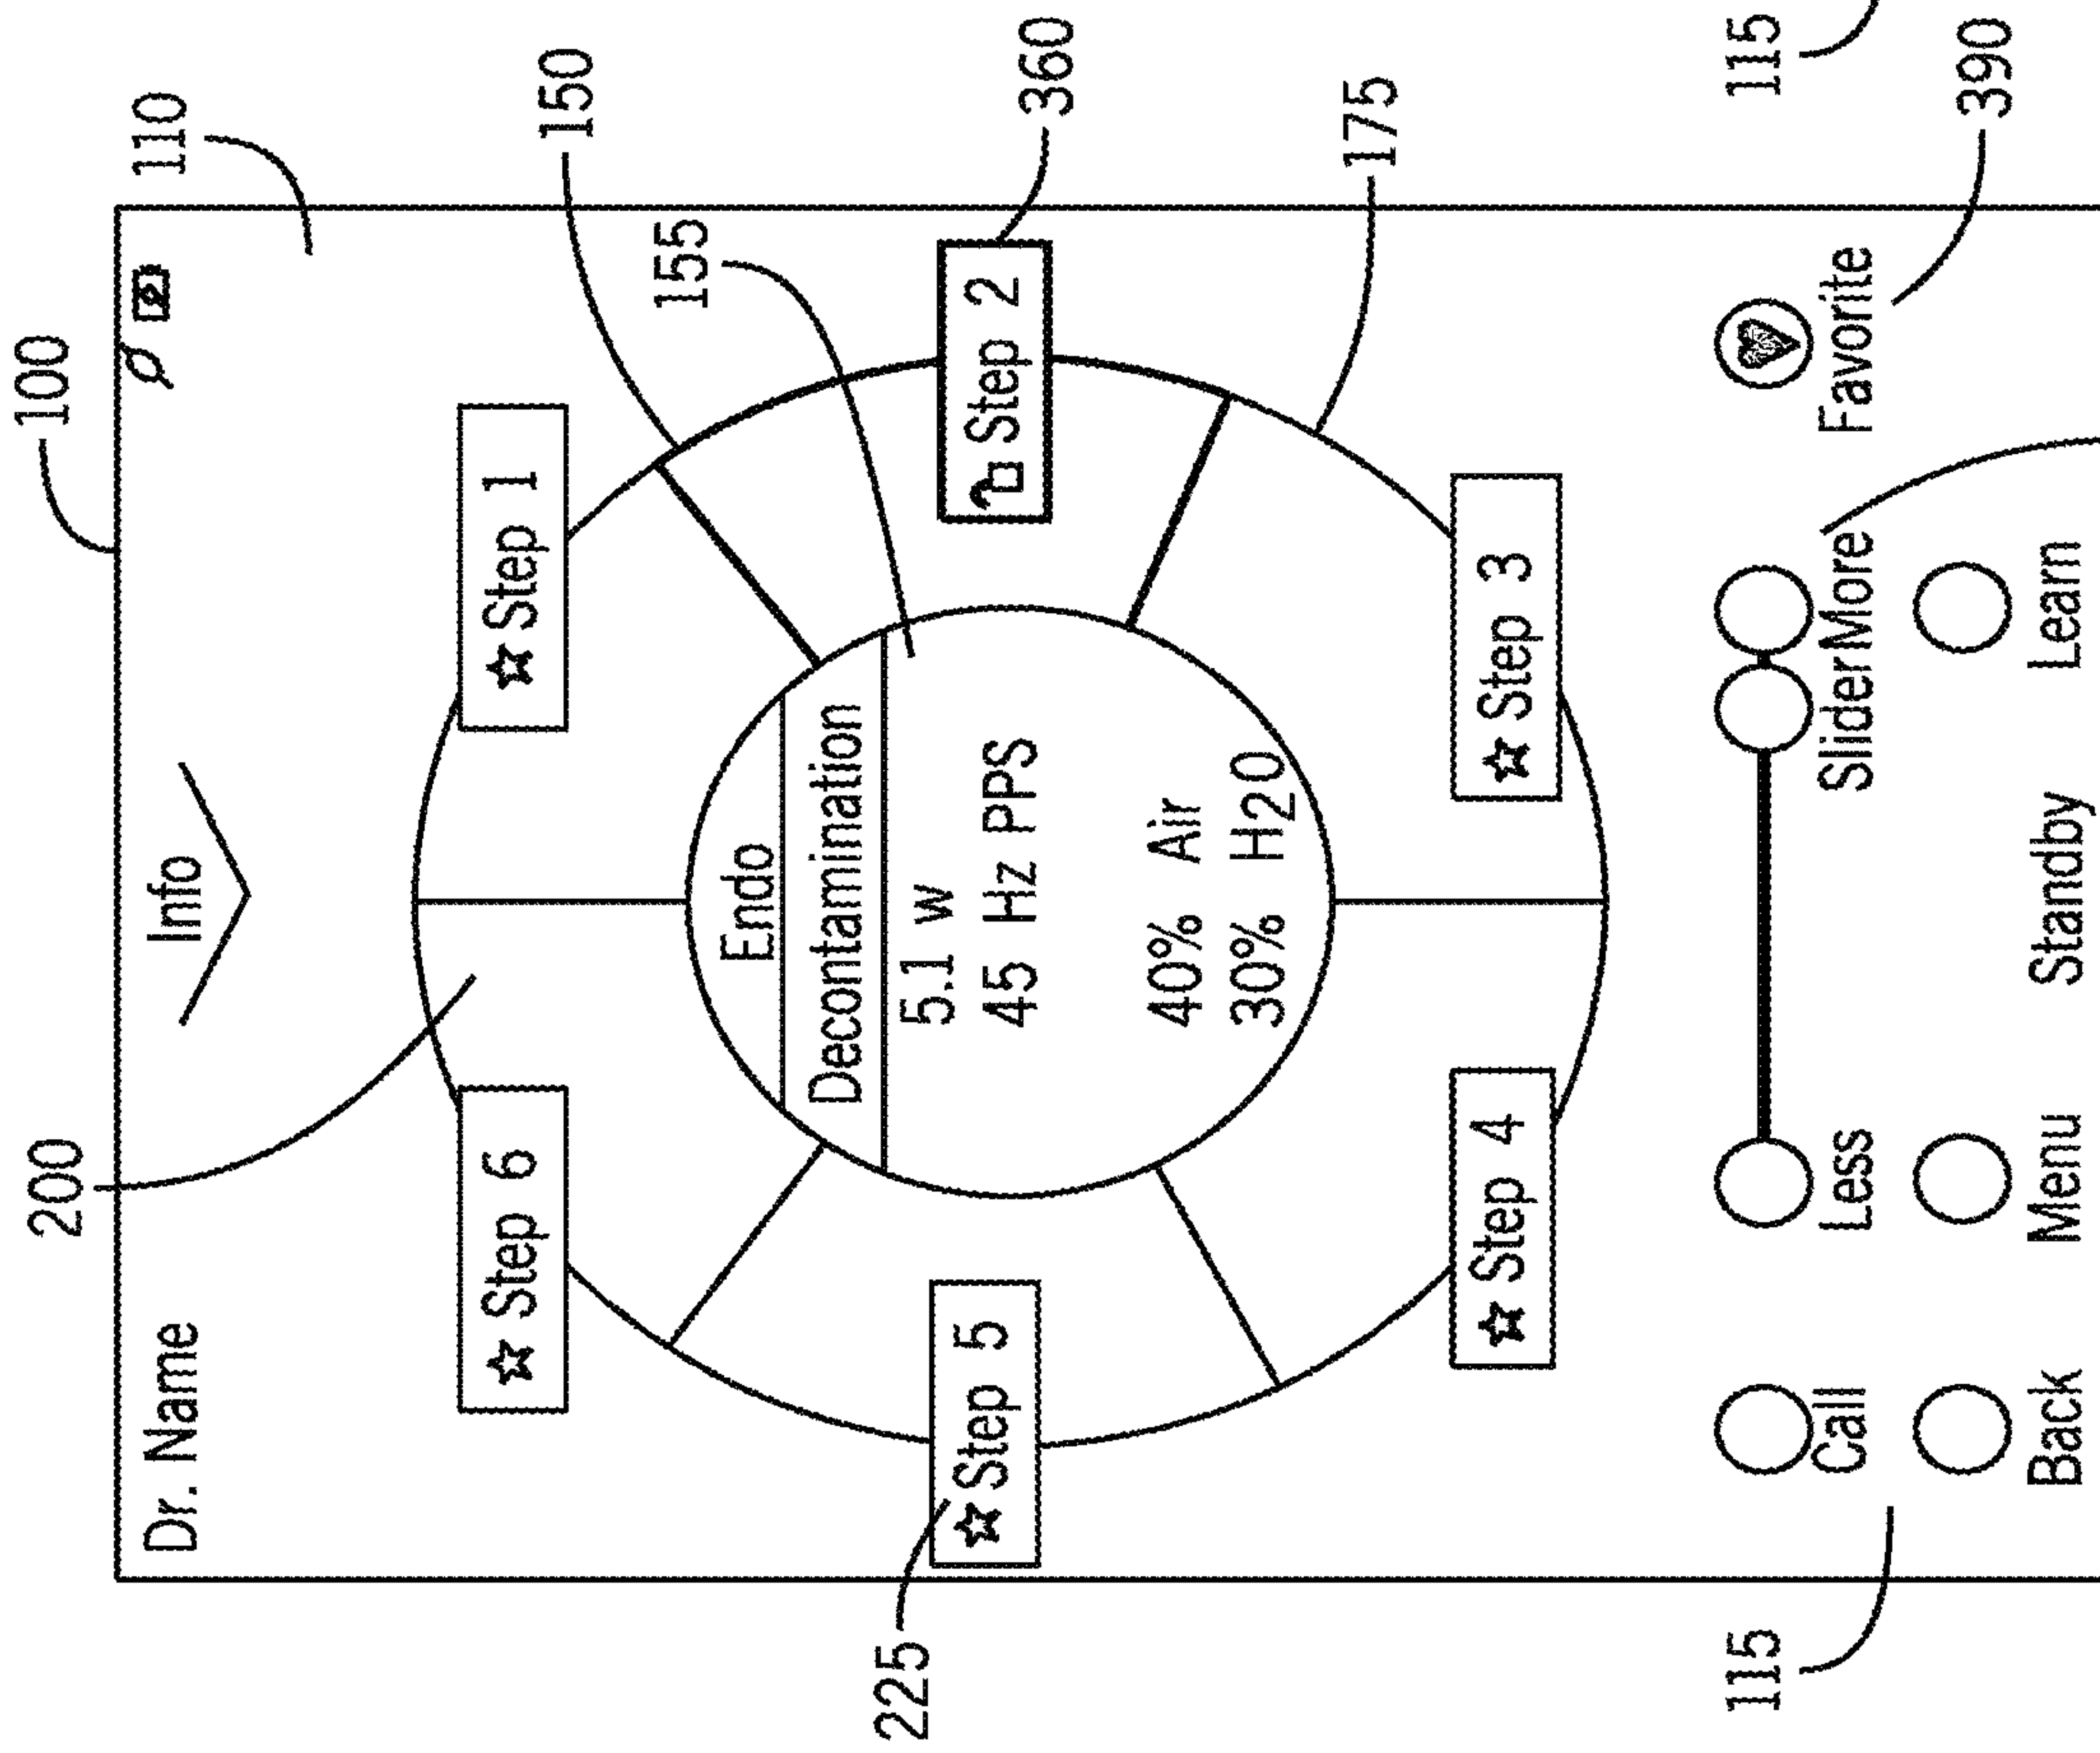 100
200
110
Dr. Name
Info
150
155
☆ Step 6
☆ Step 1
Endo
Decontamination
5.1 w
45 Hz PPS
40% Air
30% H20
225
☆ Step 5
Step 2
360
175
☆ Step 4
☆ Step 3
115
Call
Less
SliderMore
Favorite
390
115
Back
Menu
Standby
Learn